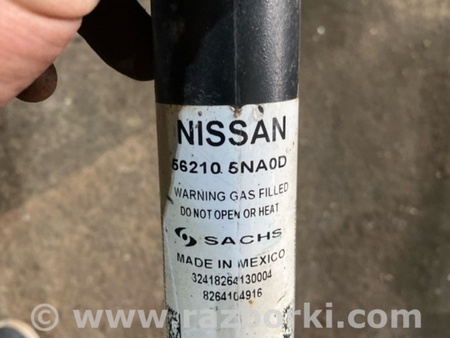 NISSAN
56210 5NA0D
WARNING GAS FILLED
DO NOT OPEN OR HEAT
SACHS
MADE IN MEXICO
32418264130004
8264104916
© www.razborki.com